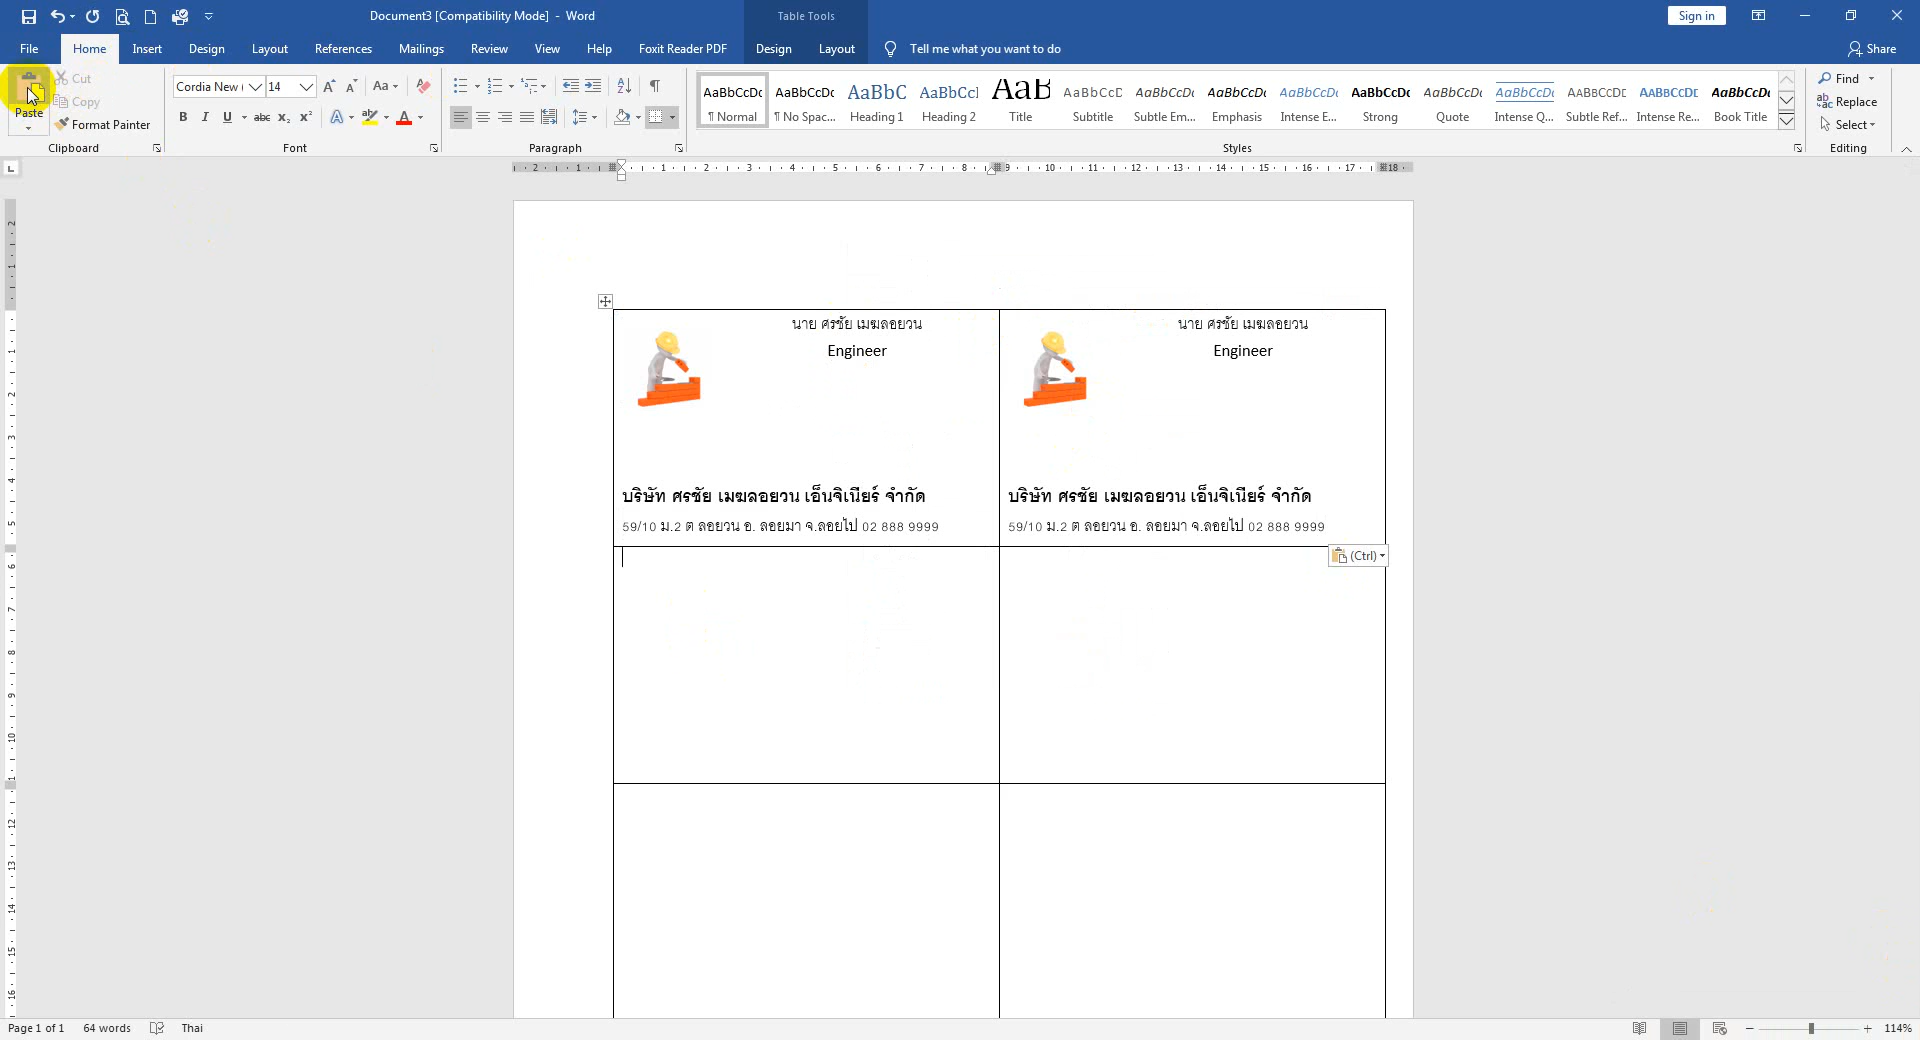 Document3 [Compatibility Mode] - Word
Table Tools
Sign in
File Home Insert Design Layout References Mailings Review View Help Foxit Reader PDF Design Layout Tell me what you want to do Share
Paste
Cut
Copy
Format Painter
Clipboard
Cordia New ( 14
Font
Paragraph
AaBbCcDc AaBbCcDc AaBbC AaBbCcI AaB AaBbCcD AaBbCcDc AaBbCcDc AaBbCcDc AaBbCcDc AaBbCcDc AaBbCcDc AABBCCDE AABBCCDE AaBbCcDc
¶ Normal ¶ No Spac... Heading 1 Heading 2 Title Subtitle Subtle Em... Emphasis Intense E... Strong Quote Intense Q... Subtle Ref... Intense Re... Book Title
Styles
Find
Replace
Select
Editing
นาย ศรชัย เมฆลอยวน
Engineer
บริษัท ศรชัย เมฆลอยวน เอ็นจิเนียร์ จำกัด
59/10 ม.2 ต ลอยวน อ. ลอยมา จ.ลอยไป 02 888 9999
นาย ศรชัย เมฆลอยวน
Engineer
บริษัท ศรชัย เมฆลอยวน เอ็นจิเนียร์ จำกัด
59/10 ม.2 ต ลอยวน อ. ลอยมา จ.ลอยไป 02 888 9999
(Ctrl)
Page 1 of 1 64 words Thai 114%